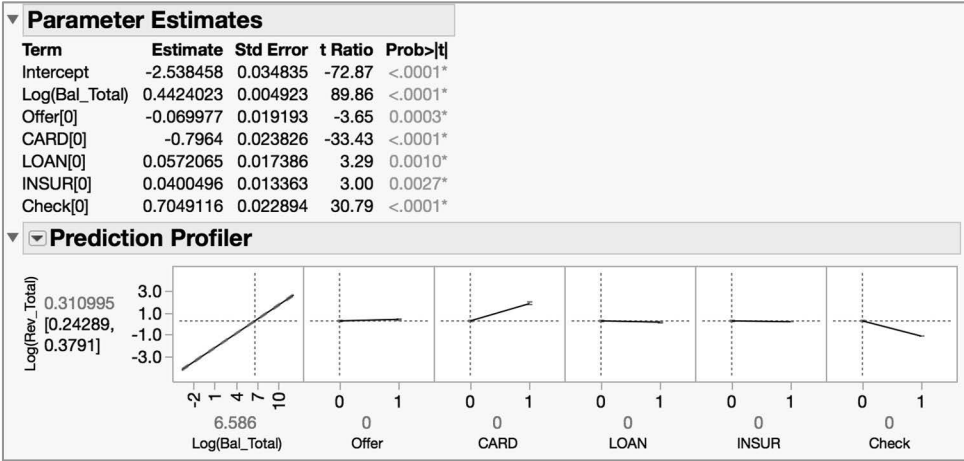 Parameter Estimates
Term Estimate Std Error t Ratio Prob>|t|
Intercept -2.538458 0.034835 -72.87 <.0001*
Log(Bal_Total) 0.4424023 0.004923 89.86 <.0001*
Offer[0] -0.069977 0.019193 -3.65 0.0003*
CARD[0] -0.7964 0.023826 -33.43 <.0001*
LOAN[0] 0.0572065 0.017386 3.29 0.0010*
INSUR[0] 0.0400496 0.013363 3.00 0.0027*
Check[0] 0.7049116 0.022894 30.79 <.0001*
Prediction Profiler
Log(Rev_Total)
0.310995
[0.24289,
0.3791]
3.0
1.0
-1.0
-3.0
-2 1 4 7 10 0 1 0 1 0 1 0 1 0 1
6.586 0 0 0 0 0
Log(Bal_Total) Offer CARD LOAN INSUR Check